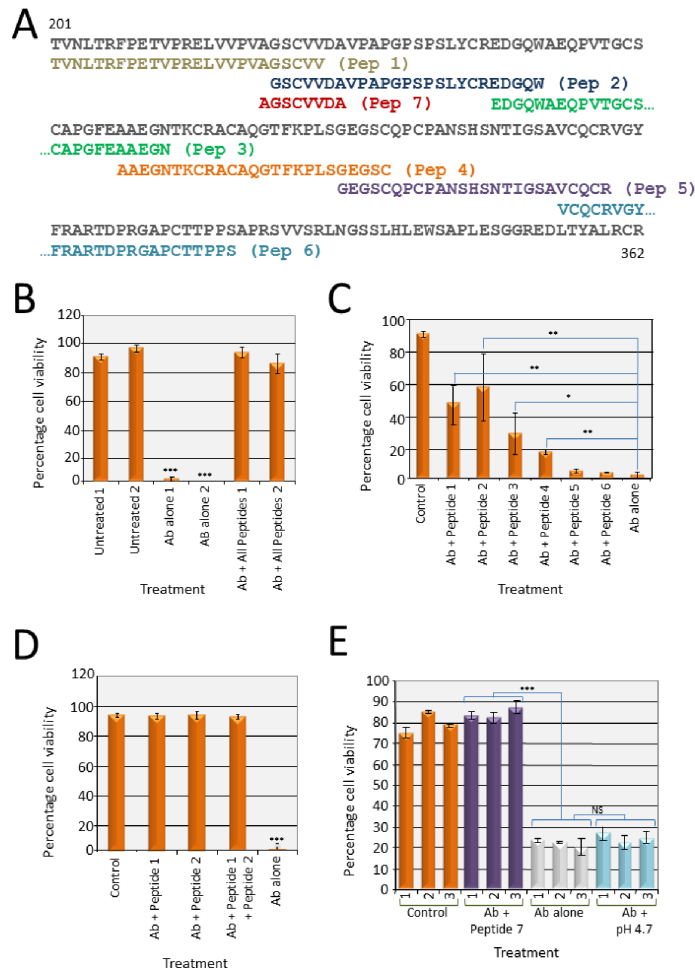 A
201
TVNLTRFPETVPRELVVPVAGSCVVDAVPAPGPSPSLYCREDGQWAEQPVTGCS
TVNLTRFPETVPRELVVPVAGSCVV (Pep 1)
GSCVVDAVPAPGPSPSLYCREDGQW (Pep 2)
AGSCVVDA (Pep 7) EDGQWAEQPVTGCS…
CAPGFEAAEGNTKCRACAQGTFKPLSGEGSCQPCPANSHSNTIGSAVCQCRVGY
…CAPGFEAAEGN (Pep 3)
AAEGNTKCRACAQGTFKPLSGEGSC (Pep 4)
GEGSCQPCPANSHSNTIGSAVCQCR (Pep 5)
VCQCRVGY…
FRARTDPRGAPCTTPPSAPRSVVSRLNGSSLHLEWSAPLESGGREDLTYALRCR
…FRARTDPRGAPCTTPPS (Pep 6) 362
B
Percentage cell viability
120
100
80
60
40
20
0
*** ***
Untreated 1
Untreated 2
Ab alone 1
AB alone 2
Ab + All Peptides 1
Ab + All Peptides 2
Treatment
C
Percentage cell viability
100
80
60
40
20
0
**
**
*
**
Control
Ab + Peptide 1
Ab + Peptide 2
Ab + Peptide 3
Ab + Peptide 4
Ab + Peptide 5
Ab + Peptide 6
Ab alone
Treatment
D
Percentage cell viability
120
100
80
60
40
20
0
***
Control
Ab + Peptide 1
Ab + Peptide 2
Ab + Peptide 1
+ Peptide 2
Ab alone
Treatment
E
Percentage cell viability
100
90
80
70
60
50
40
30
20
10
0
***
NS
1 2 3 1 2 3 1 2 3 1 2 3
Control Ab + Ab alone Ab +
Peptide 7 pH 4.7
Treatment